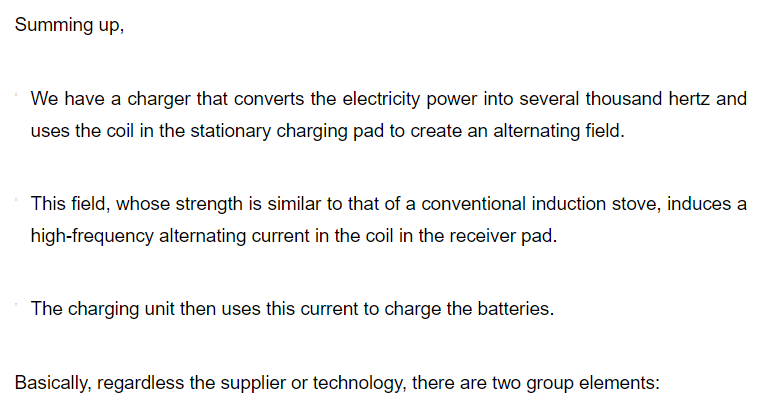 Summing up,
We have a charger that converts the electricity power into several thousand hertz and
uses the coil in the stationary charging pad to create an alternating field.
This field, whose strength is similar to that of a conventional induction stove, induces a
high-frequency alternating current in the coil in the receiver pad.
The charging unit then uses this current to charge the batteries.
Basically, regardless the supplier or technology, there are two group elements: